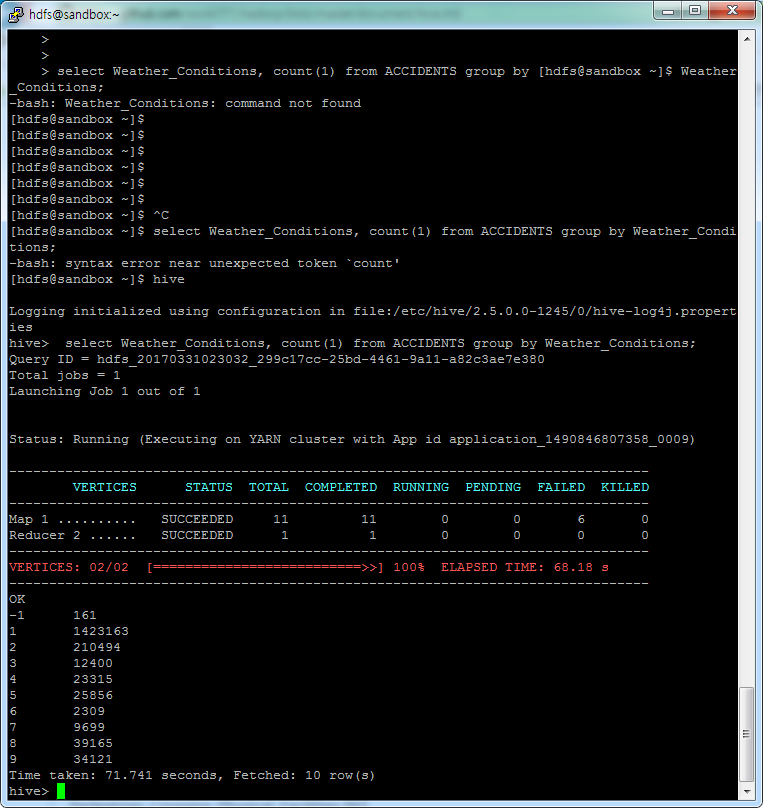 hdfs@sandbox:~
>
>
> select Weather_Conditions, count(1) from ACCIDENTS group by [hdfs@sandbox ~]$ Weather
_Conditions;
-bash: Weather_Conditions: command not found
[hdfs@sandbox ~]$
[hdfs@sandbox ~]$
[hdfs@sandbox ~]$
[hdfs@sandbox ~]$
[hdfs@sandbox ~]$
[hdfs@sandbox ~]$
[hdfs@sandbox ~]$ ^C
[hdfs@sandbox ~]$ select Weather_Conditions, count(1) from ACCIDENTS group by Weather_Condi
tions;
-bash: syntax error near unexpected token `count'
[hdfs@sandbox ~]$ hive
Logging initialized using configuration in file:/etc/hive/2.5.0.0-1245/0/hive-log4j.propert
ies
hive>  select Weather_Conditions, count(1) from ACCIDENTS group by Weather_Conditions;
Query ID = hdfs_20170331023032_299c17cc-25bd-4461-9a11-a82c3ae7e380
Total jobs = 1
Launching Job 1 out of 1
Status: Running (Executing on YARN cluster with App id application_1490846807358_0009)
--------------------------------------------------------------------------------
VERTICES      STATUS  TOTAL  COMPLETED  RUNNING  PENDING  FAILED  KILLED
--------------------------------------------------------------------------------
Map 1 ..........   SUCCEEDED     11         11        0        0       6       0
Reducer 2 ......   SUCCEEDED      1          1        0        0       0       0
--------------------------------------------------------------------------------
VERTICES: 02/02  [==========================>>] 100%  ELAPSED TIME: 68.18 s
--------------------------------------------------------------------------------
OK
-1      161
1       1423163
2       210494
3       12400
4       23315
5       25856
6       2309
7       9699
8       39165
9       34121
Time taken: 71.741 seconds, Fetched: 10 row(s)
hive>